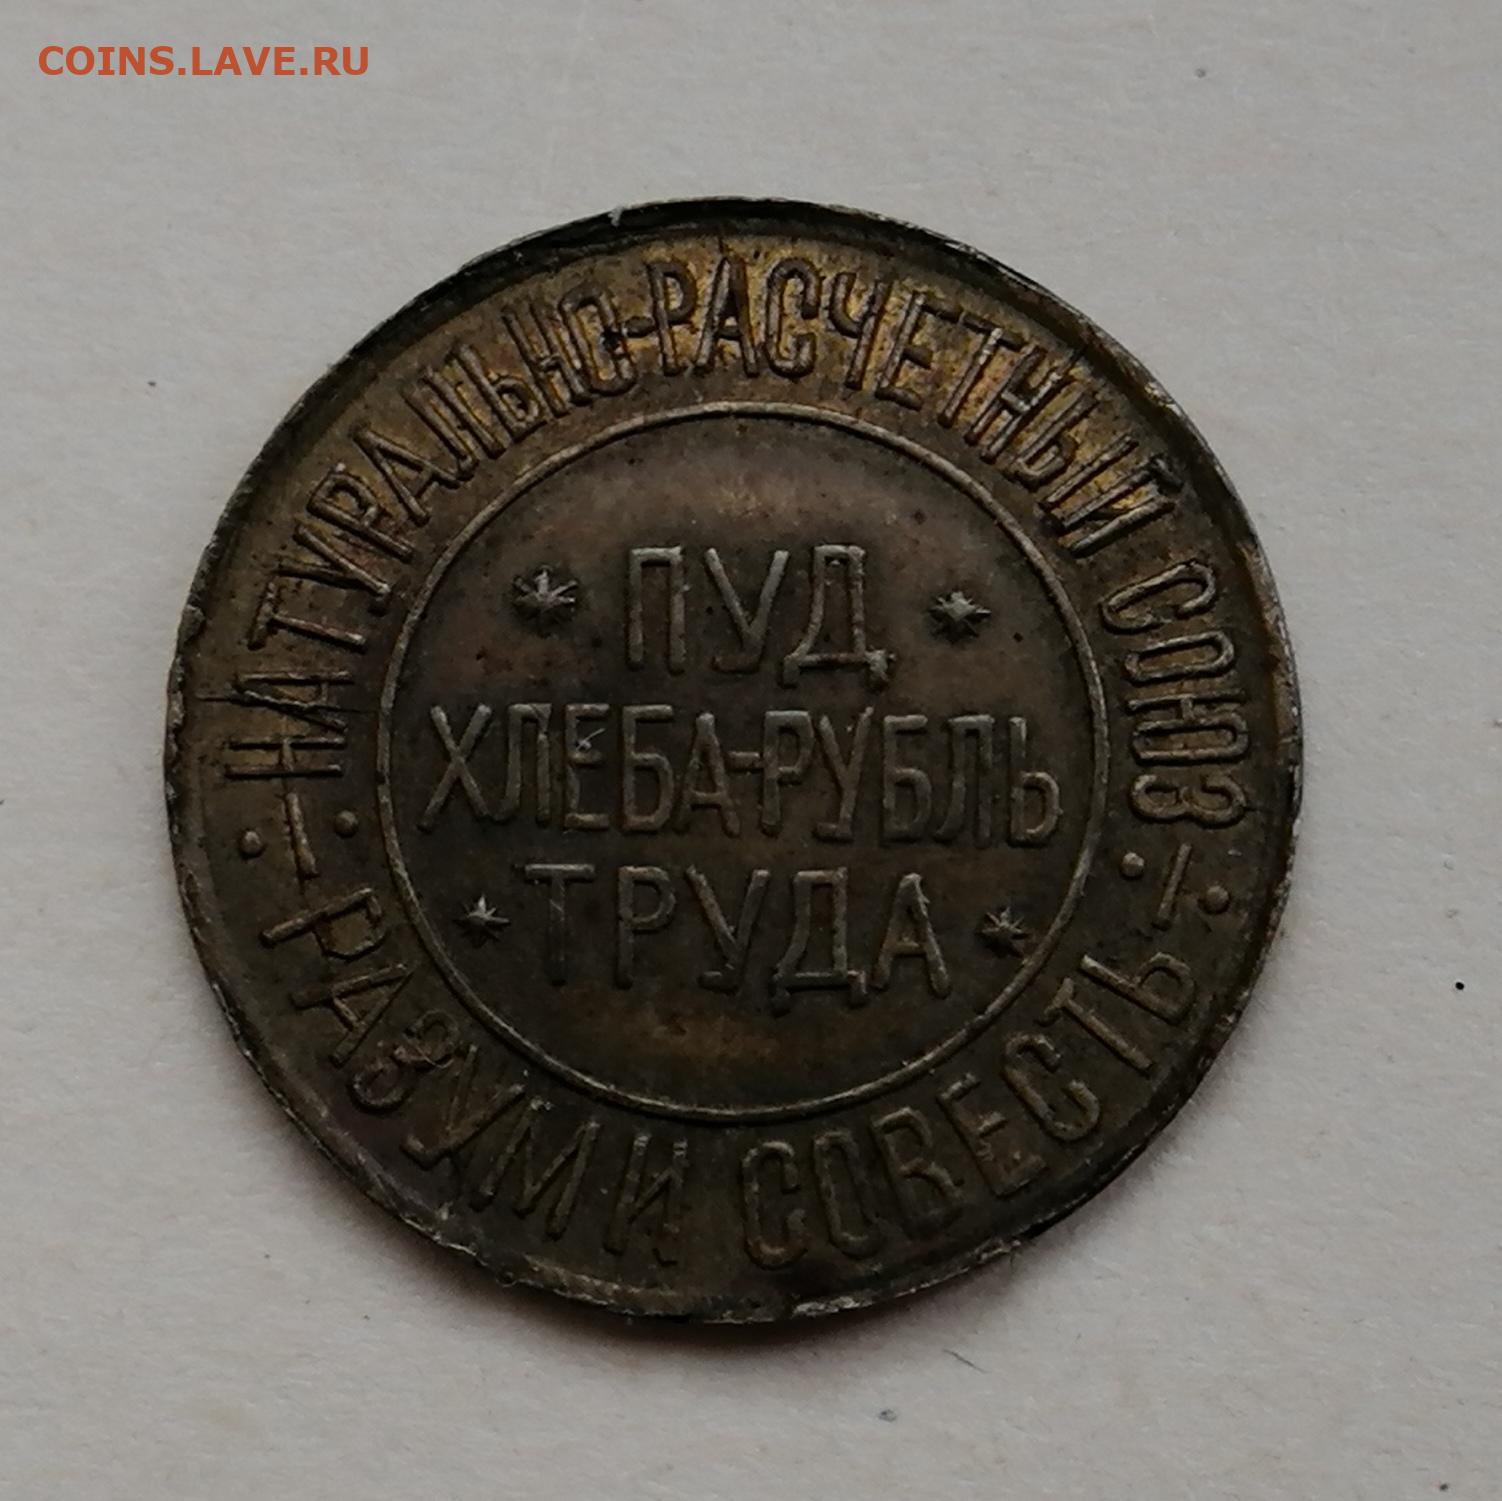 COINS.LAVE.RU
НАТУРАЛЬНО-РАСЧЕТНЫЙ СОЮЗ
ПУД
ХЛЕБА-РУБЛЬ
ТРУДА
РАЗУМ И СОВЕСТЬ